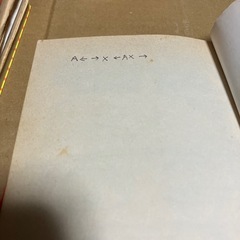 A← →X ←AX →